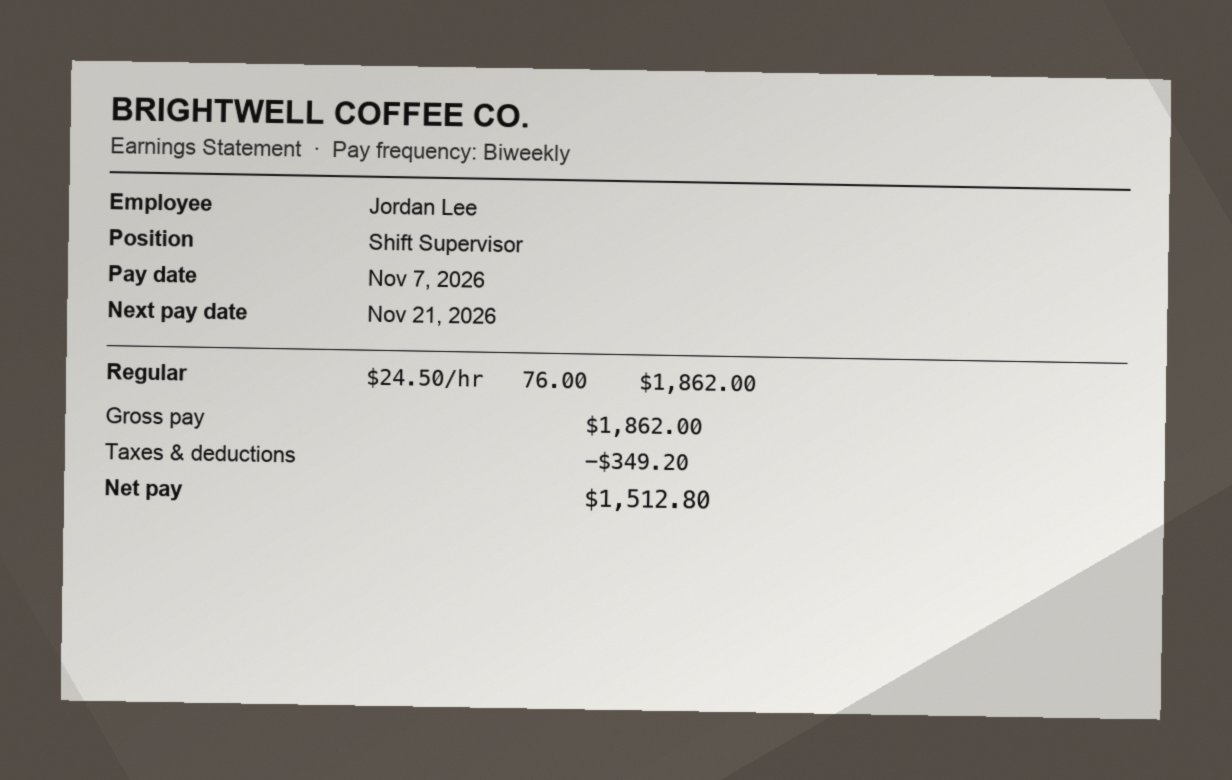 BRIGHTWELL COFFEE CO.
Earnings Statement · Pay frequency: Biweekly
Employee Jordan Lee
Position Shift Supervisor
Pay date Nov 7, 2026
Next pay date Nov 21, 2026
Regular $24.50/hr 76.00 $1,862.00
Gross pay $1,862.00
Taxes & deductions −$349.20
Net pay $1,512.80